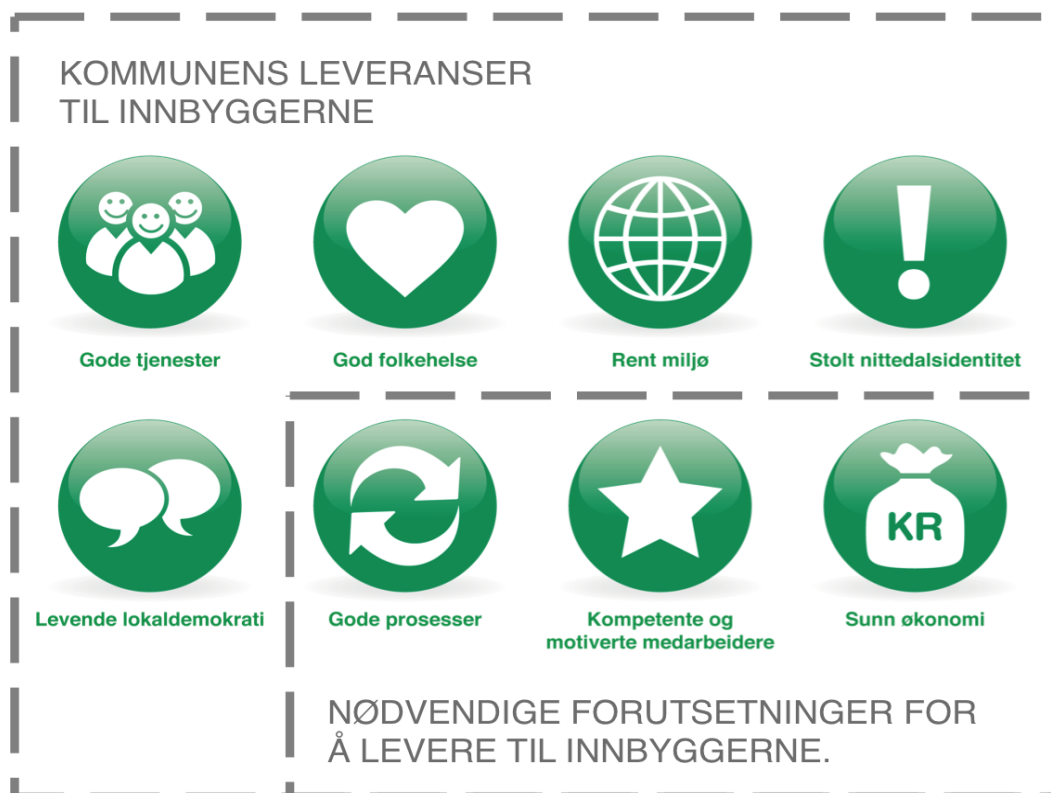 KOMMUNENS LEVERANSER
TIL INNBYGGERNE
Gode tjenester
God folkehelse
Rent miljø
Stolt nittedalsidentitet
Levende lokaldemokrati
Gode prosesser
Kompetente og
motiverte medarbeidere
KR
Sunn økonomi
NØDVENDIGE FORUTSETNINGER FOR
Å LEVERE TIL INNBYGGERNE.